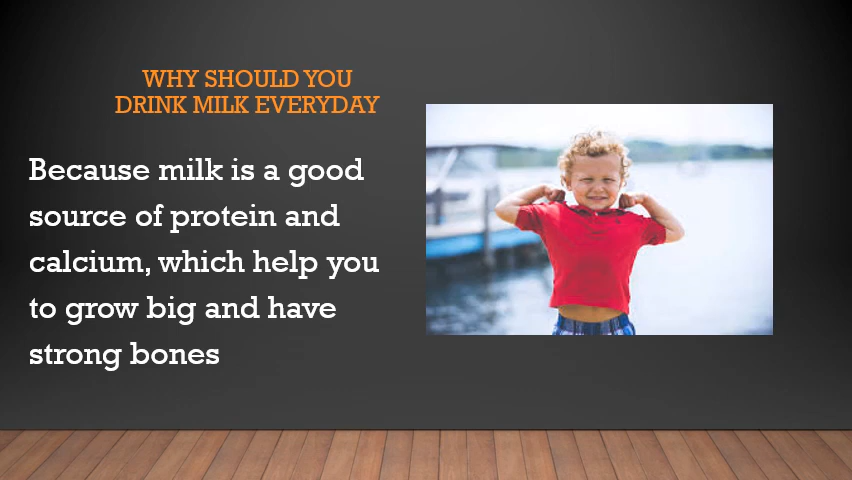 WHY SHOULD YOU
DRINK MILK EVERYDAY
Because milk is a good
source of protein and
calcium, which help you
to grow big and have
strong bones